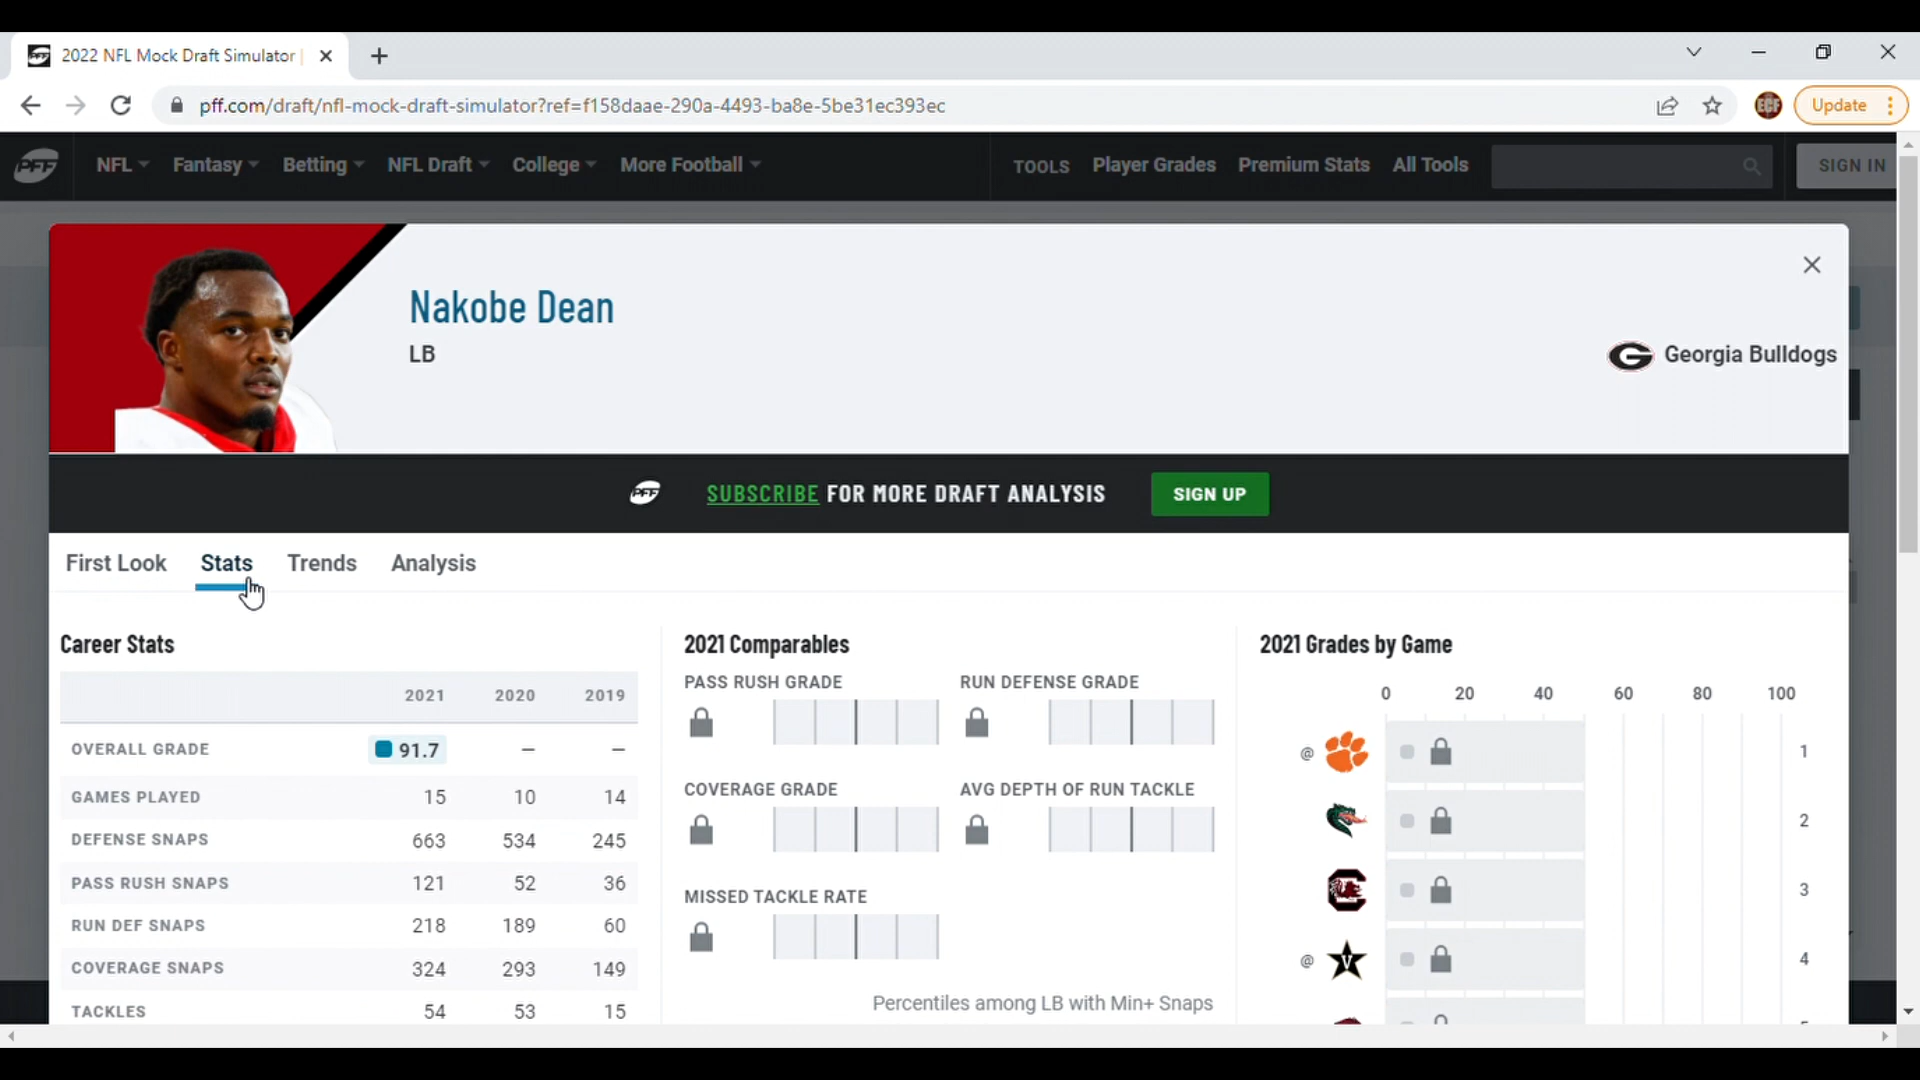 2022 NFL Mock Draft Simulator |
pff.com/draft/nfl-mock-draft-simulator?ref=f158daae-290a-4493-ba8e-5be31ec393ec
ECF
Update
PFF
NFL
Fantasy
Betting
NFL Draft
College
More Football
TOOLS
Player Grades
Premium Stats
All Tools
SIGN IN
Nakobe Dean
LB
G
Georgia Bulldogs
PFF
SUBSCRIBE FOR MORE DRAFT ANALYSIS
SIGN UP
First Look
Stats
Trends
Analysis
Career Stats
2021 2020 2019
OVERALL GRADE 91.7 – –
GAMES PLAYED 15 10 14
DEFENSE SNAPS 663 534 245
PASS RUSH SNAPS 121 52 36
RUN DEF SNAPS 218 189 60
COVERAGE SNAPS 324 293 149
TACKLES 54 53 15
2021 Comparables
PASS RUSH GRADE
RUN DEFENSE GRADE
COVERAGE GRADE
AVG DEPTH OF RUN TACKLE
MISSED TACKLE RATE
Percentiles among LB with Min+ Snaps
2021 Grades by Game
0 20 40 60 80 100
@ 1
2
3
@ V 4